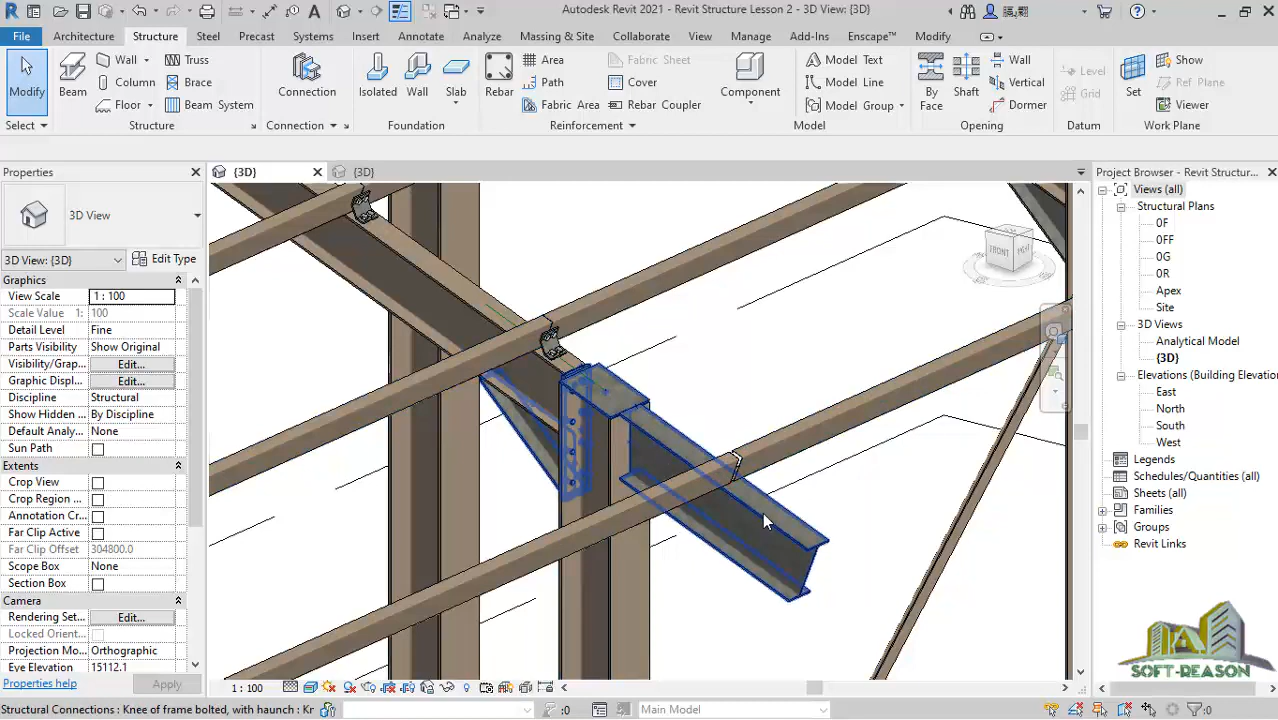 Autodesk Revit 2021 - Revit Structure Lesson 2 - 3D View: {3D}
File Architecture Structure Steel Precast Systems Insert Annotate Analyze Massing & Site Collaborate View Manage Add-Ins Enscape™ Modify
Modify Beam Wall Truss Connection Isolated Wall Slab Rebar Area Fabric Sheet Component Model Text By Face Shaft Wall Level Set Show
Column Brace Path Cover Model Line Vertical Grid Ref Plane
Floor Beam System Fabric Area Rebar Coupler Model Group Dormer Viewer
Select Structure Connection Foundation Reinforcement Model Opening Datum Work Plane
Properties
{3D} {3D}
Project Browser - Revit Structur...
3D View
3D View: {3D} Edit Type
Graphics
View Scale 1 : 100
Scale Value 1: 100
Detail Level Fine
Parts Visibility Show Original
Visibility/Grap... Edit...
Graphic Displ... Edit...
Discipline Structural
Show Hidden ... By Discipline
Default Analy... None
Sun Path
Extents
Crop View
Crop Region ...
Annotation Cr...
Far Clip Active
Far Clip Offset 304800.0
Scope Box None
Section Box
Camera
Rendering Set... Edit...
Locked Orient...
Projection Mo... Orthographic
Eye Elevation 15112.1
Properties help Apply
FRONT
Views (all)
Structural Plans
0F
0FF
0G
0R
Apex
Site
3D Views
Analytical Model
{3D}
Elevations (Building Elevation
East
North
South
West
Legends
Schedules/Quantities (all)
Sheets (all)
Families
Groups
Revit Links
SOFT-REASON
1 : 100
Structural Connections : Knee of frame bolted, with haunch : Kr :0 Main Model :0